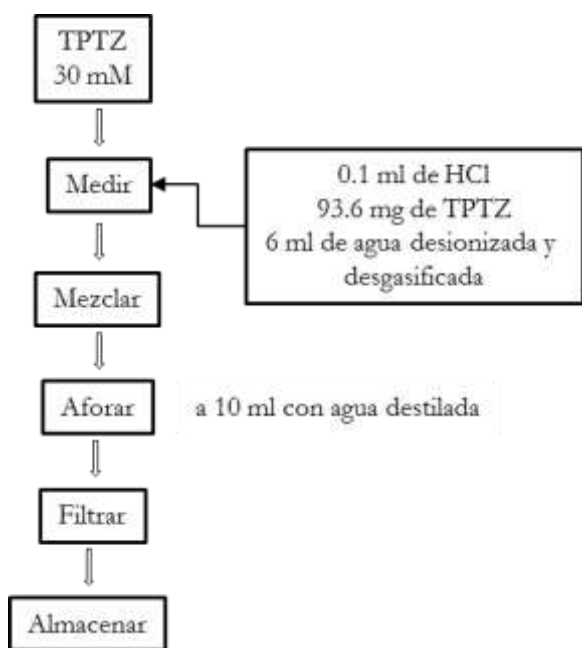 TPTZ
30 mM
Medir
0.1 ml de HCl
93.6 mg de TPTZ
6 ml de agua desionizada y
desgasificada
Mezclar
Aforar
a 10 ml con agua destilada
Filtrar
Almacenar